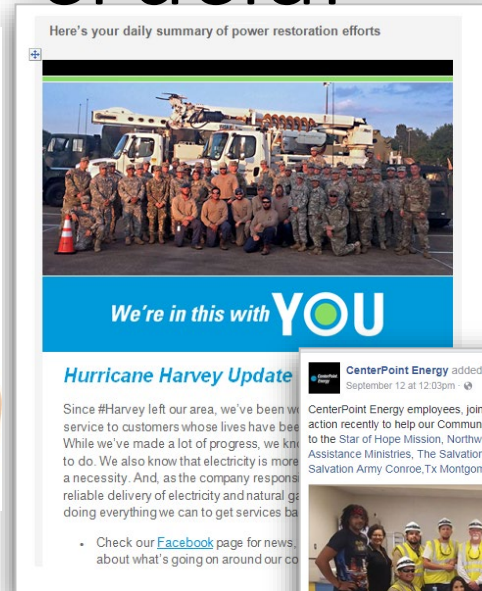 Here's your daily summary of power restoration efforts
We're in this with YOU
Hurricane Harvey Update
Since #Harvey left our area, we've been
service to customers whose lives have
While we've made a lot of progress, we
to do. We also know that electricity is more
a necessity. And, as the company
reliable delivery of electricity and natural
doing everything we can to get services
• Check our Facebook page for news,
about what's going on around our
CenterPoint Energy added
September 12 at 12:03pm ·
CenterPoint Energy employees,
action recently to help our
to the Star of Hope Mission,
Assistance Ministries, The Salvation
Salvation Army Conroe,Tx